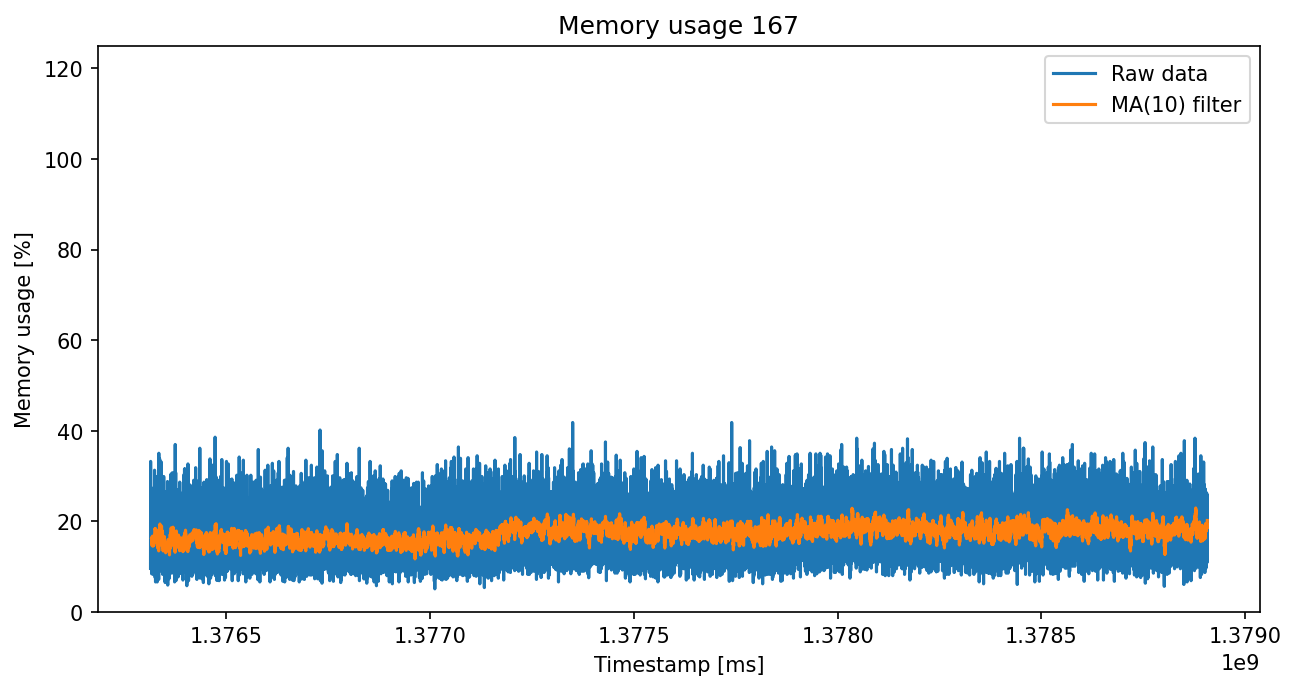 Memory usage 167
Raw data
MA(10) filter
Memory usage [%]
120
100
80
60
40
20
0
1.3765 1.3770 1.3775 1.3780 1.3785 1.3790
1e9
Timestamp [ms]